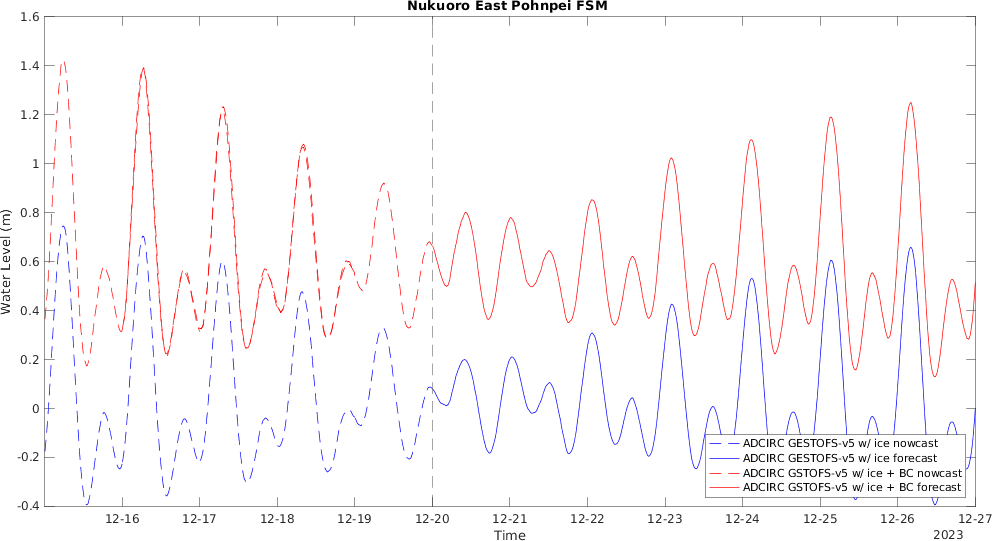 Nukuoro East Pohnpei FSM
Water Level (m)
1.6
1.4
1.2
1
0.8
0.6
0.4
0.2
0
-0.2
-0.4
ADCIRC GESTOFS-v5 w/ ice nowcast
ADCIRC GESTOFS-v5 w/ ice forecast
ADCIRC GSTOFS-v5 w/ ice + BC nowcast
ADCIRC GSTOFS-v5 w/ ice + BC forecast
12-16 12-17 12-18 12-19 12-20 12-21 12-22 12-23 12-24 12-25 12-26 12-27
Time
2023